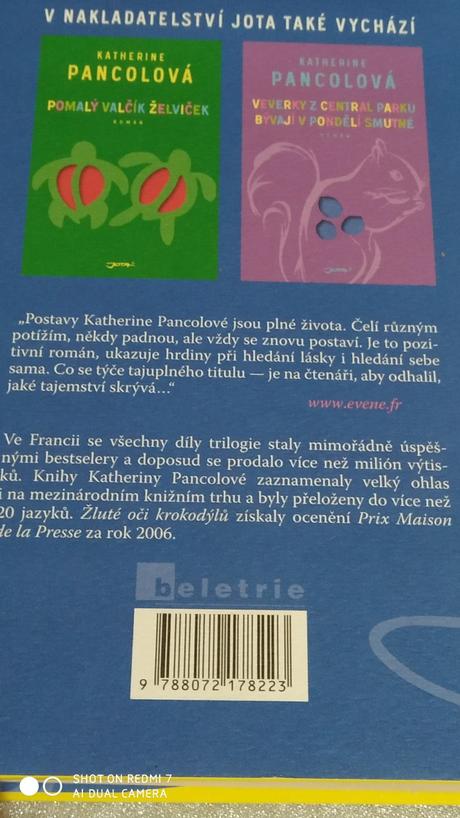 V NAKLADATELSTVÍ JOTA TAKÉ VYCHÁZÍ
KATHERINE
PANCOLOVÁ
POMALÝ VALČÍK ŽELVIČEK
ROMÁN
JOTA
KATHERINE
PANCOLOVÁ
VEVERKY Z CENTRAL PARKU
BÝVAJÍ V PONDĚLÍ SMUTNÉ
ROMÁN
JOTA
„Postavy Katherine Pancolové jsou plné života. Čelí různým
potížím, někdy padnou, ale vždy se znovu postaví. Je to pozi-
tivní román, ukazuje hrdiny při hledání lásky i hledání sebe
sama. Co se týče tajuplného titulu — je na čtenáři, aby odhalil,
jaké tajemství skrývá…“
www.evene.fr
Ve Francii se všechny díly trilogie staly mimořádně úspěš-
nými bestselery a doposud se prodalo více než milión výtis-
ků. Knihy Katheriny Pancolové zaznamenaly velký ohlas
i na mezinárodním knižním trhu a byly přeloženy do více než
20 jazyků. Žluté oči krokodýlů získaly ocenění Prix Maison
de la Presse za rok 2006.
beletrie
9 788072 178223
SHOT ON REDMI 7
AI DUAL CAMERA